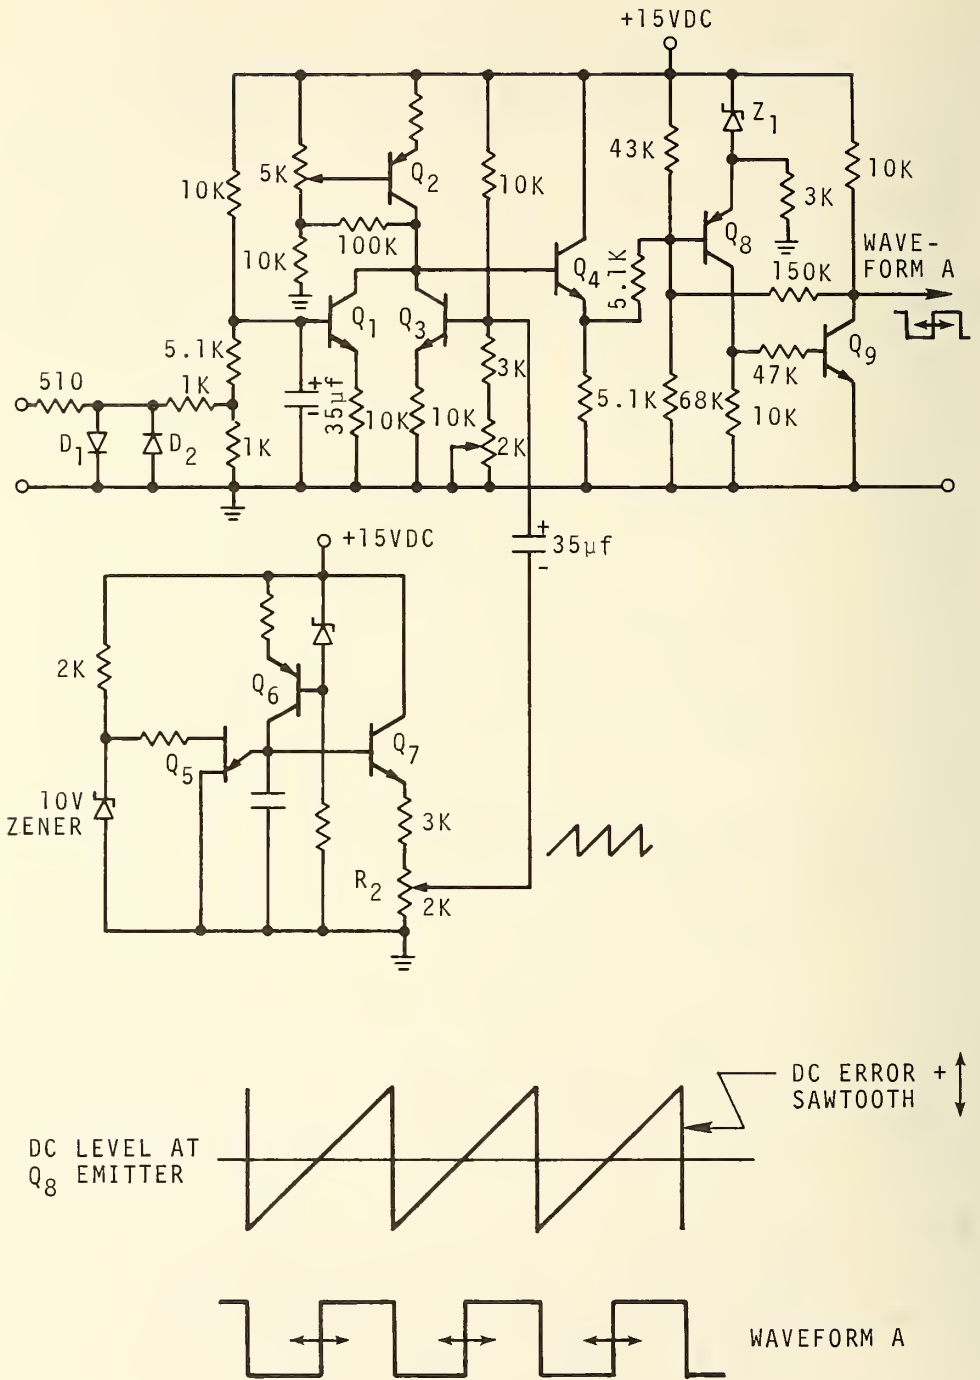 +15VDC
Z1
43K
Q2
5K
10K
10K
3K
10K
100K
Q8
WAVE-
FORM A
10K
Q4
5.1K
150K
Q1
Q3
5.1K
Q9
3K
47K
510
1K
35µf
+
-
10K
10K
5.1K
68K
10K
D1
D2
1K
2K
+15VDC
+
35µf
-
2K
Q6
Q5
Q7
10V
ZENER
3K
R2
2K
DC ERROR +
SAWTOOTH
DC LEVEL AT
Q8 EMITTER
WAVEFORM A